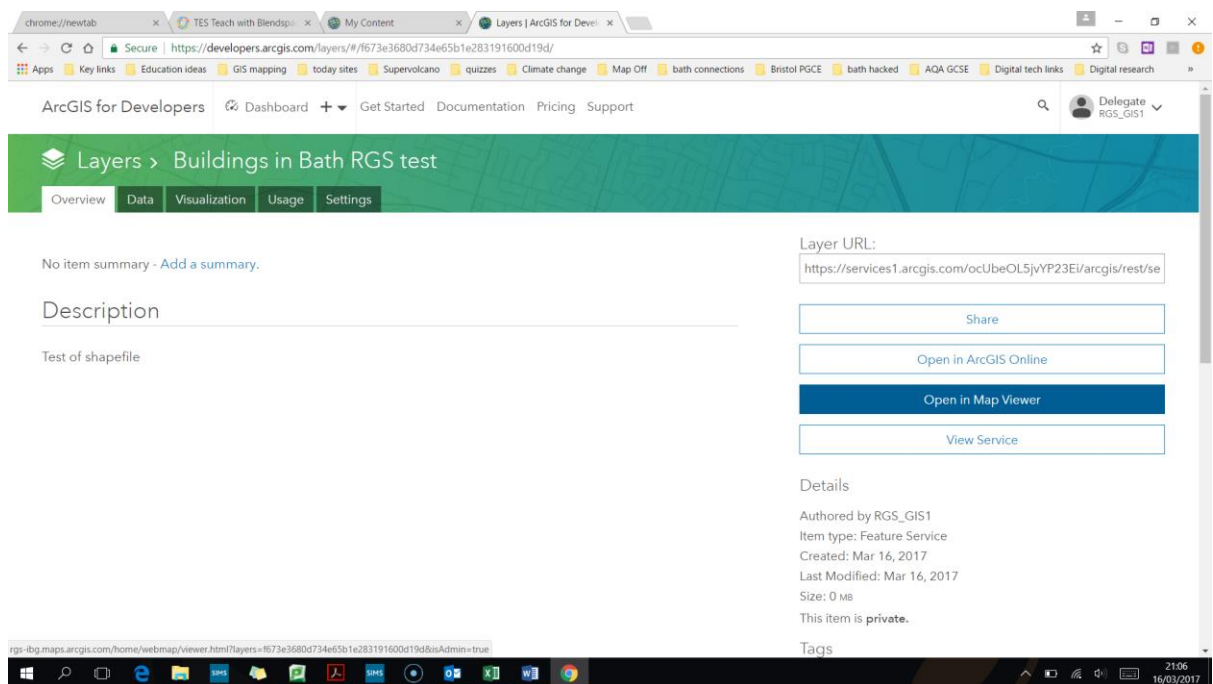 chrome://newtab
TES Teach with Blendspa
My Content
Layers | ArcGIS for Devel
Secure | https://developers.arcgis.com/layers/#/f673e3680d734e65b1e283191600d19d/
Apps Key links Education ideas GIS mapping today sites Supervolcano quizzes Climate change Map Off bath connections Bristol PGCE bath hacked AQA GCSE Digital tech links Digital research »
ArcGIS for Developers Dashboard + Get Started Documentation Pricing Support
Delegate
RGS_GIS1
Layers > Buildings in Bath RGS test
Overview Data Visualization Usage Settings
No item summary - Add a summary.
Description
Test of shapefile
Layer URL:
https://services1.arcgis.com/ocUbeOL5jvYP23Ei/arcgis/rest/se
Share
Open in ArcGIS Online
Open in Map Viewer
View Service
Details
Authored by RGS_GIS1
Item type: Feature Service
Created: Mar 16, 2017
Last Modified: Mar 16, 2017
Size: 0 MB
This item is private.
Tags
rgs-ibg.maps.arcgis.com/home/webmap/viewer.html?layers=f673e3680d734e65b1e283191600d19d&isAdmin=true
SIMS SIMS
21:06
16/03/2017